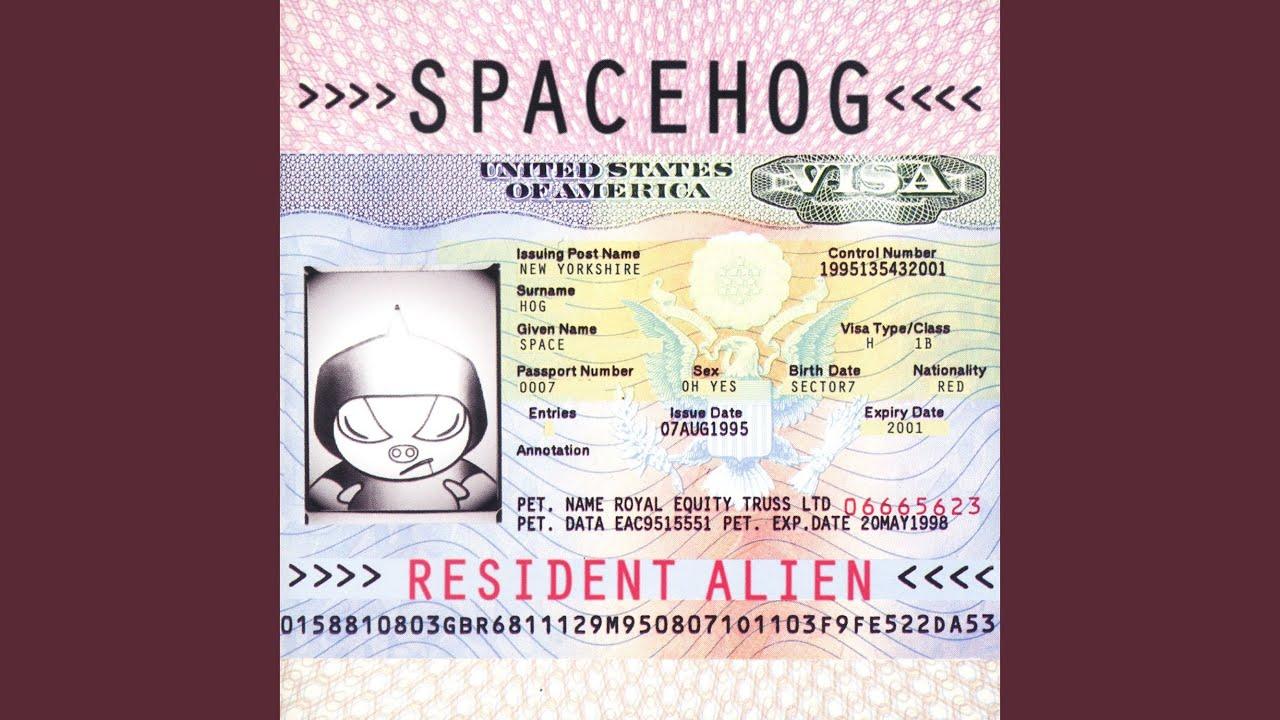 >>>>SPACEHOG<<<<
UNITED STATES
OF AMERICA
VISA
Issuing Post Name
NEW YORKSHIRE
Control Number
1995135432001
Surname
HOG
Given Name
SPACE
Visa Type/Class
H 1B
Passport Number
0007
Sex
OH YES
Birth Date
SECTOR7
Nationality
RED
Entries
Issue Date
07AUG1995
Expiry Date
2001
Annotation
PET. NAME ROYAL EQUITY TRUSS LTD 06665623
PET. DATA EAC9515551 PET. EXP.DATE 20MAY1998
>>>> RESIDENT ALIEN <<<<
0158810803GBR6811129M950807101103F9FE522DA53